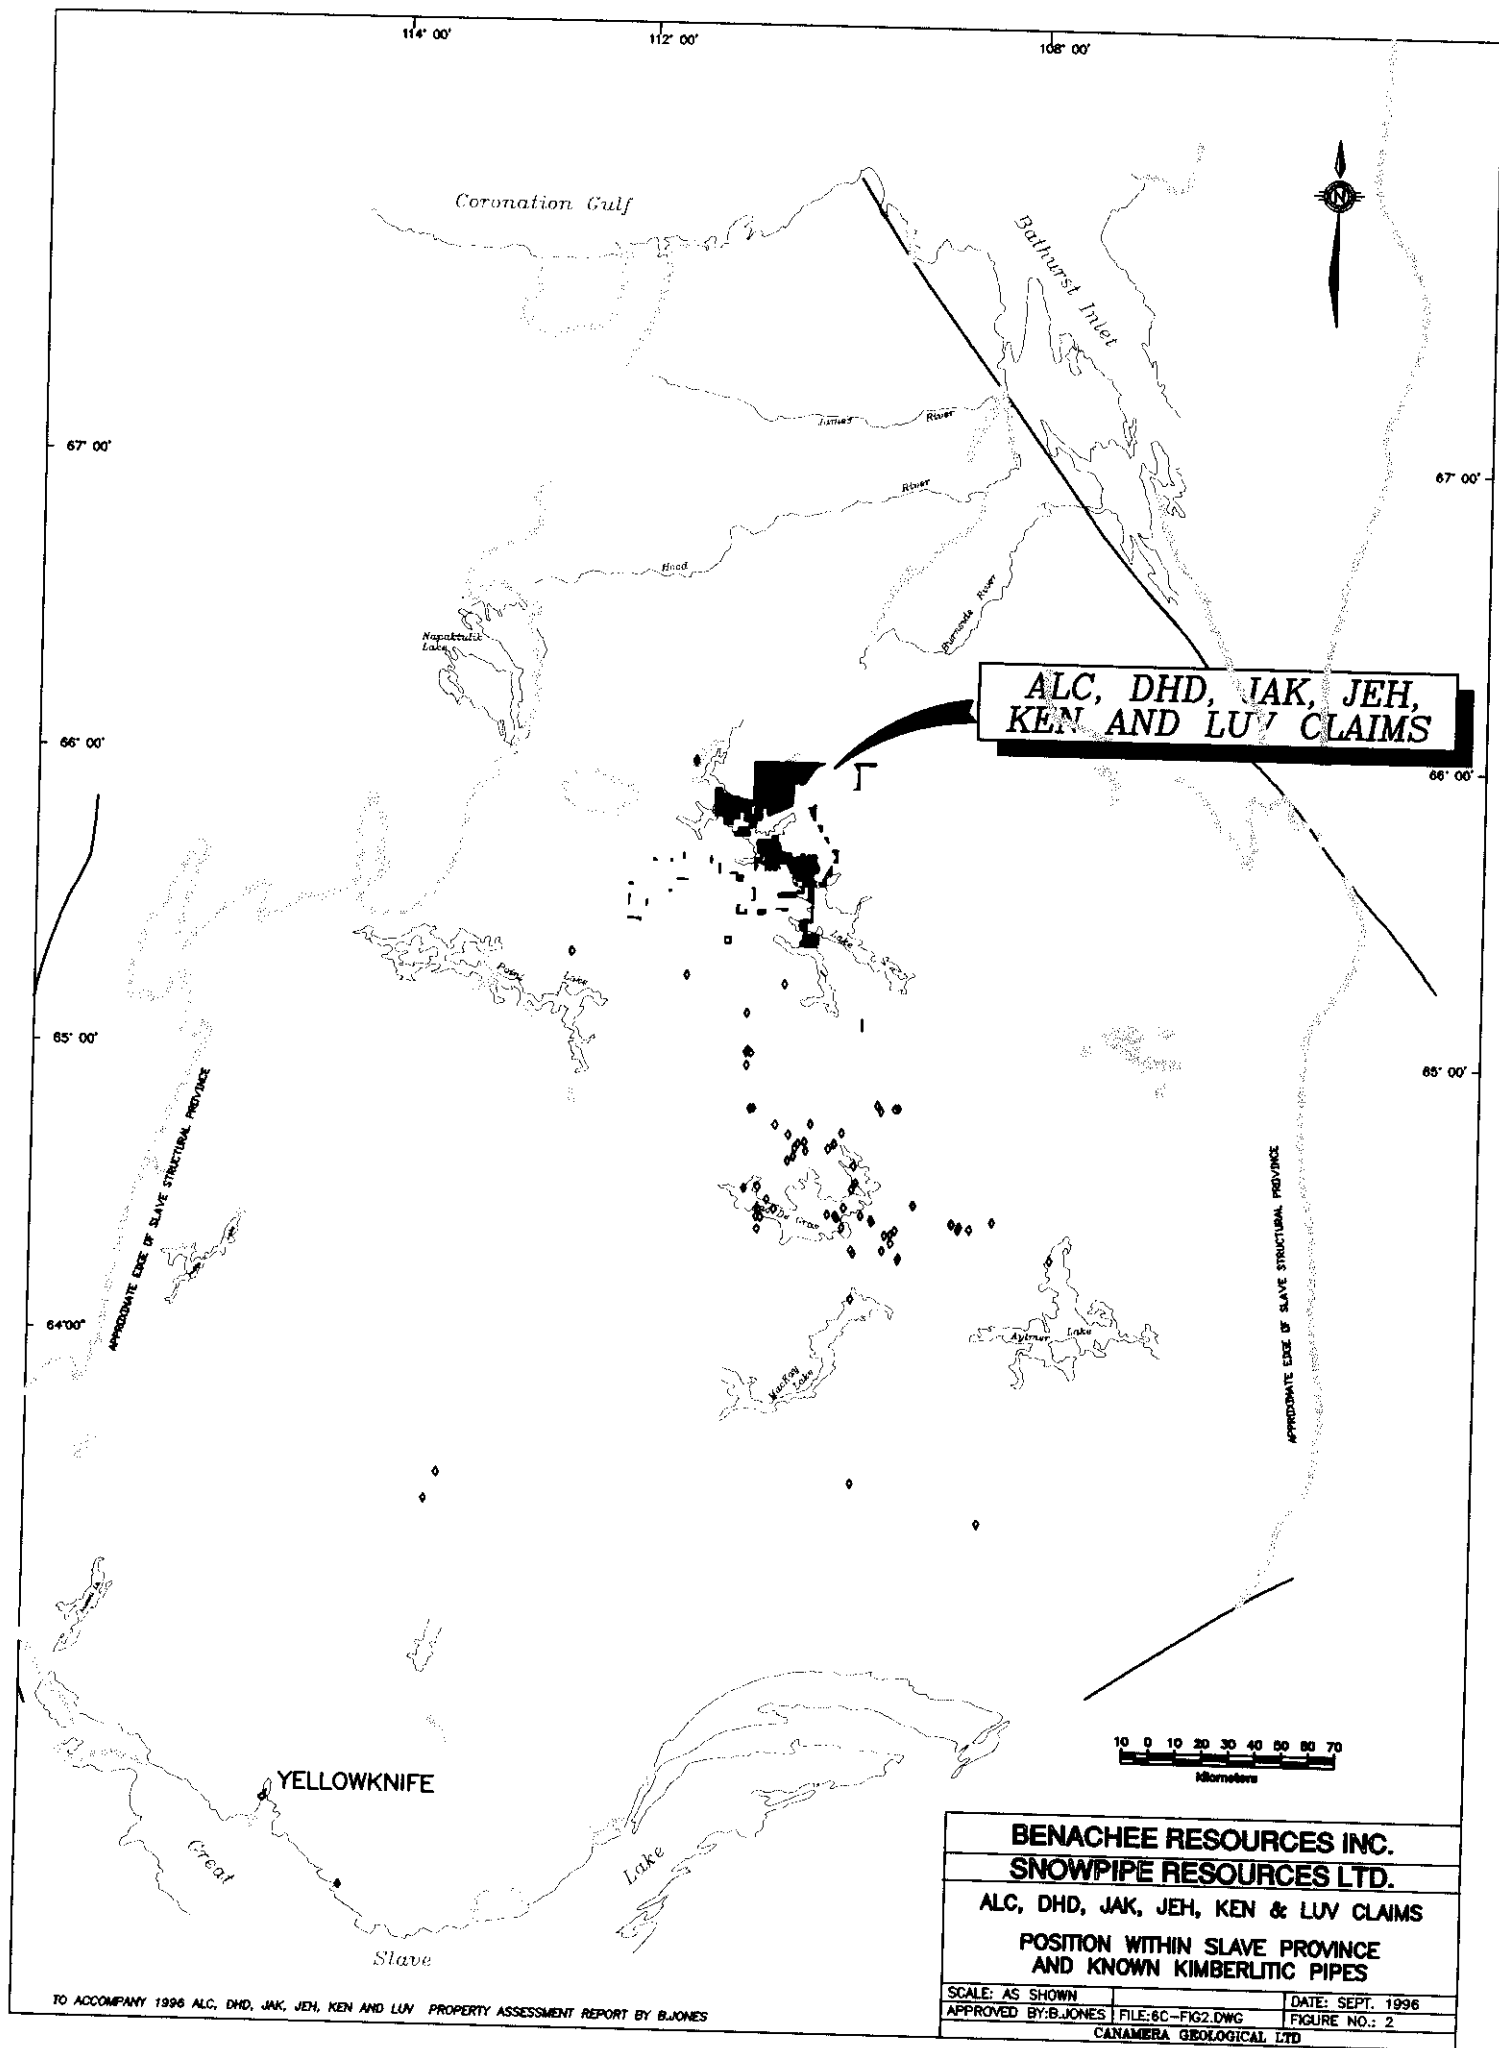 114° 00'
112° 00'
108° 00'
Coronation Gulf
N
Bathurst Inlet
James River
67° 00'
67° 00'
Hood River
Burnside River
Napaktulik
Lake
ALC, DHD, JAK, JEH,
KEN AND LUV CLAIMS
66° 00'
66° 00'
Lake
Point Lake
65° 00'
65° 00'
APPROXIMATE EDGE OF SLAVE STRUCTURAL PROVINCE
APPROXIMATE EDGE OF SLAVE STRUCTURAL PROVINCE
De Gras
64°00"
Aylmer Lake
MacKay
Lake
YELLOWKNIFE
Great
Slave
Lake
10 0 10 20 30 40 50 60 70
Kilometers
BENACHEE RESOURCES INC.
SNOWPIPE RESOURCES LTD.
ALC, DHD, JAK, JEH, KEN & LUV CLAIMS
POSITION WITHIN SLAVE PROVINCE
AND KNOWN KIMBERLITIC PIPES
SCALE: AS SHOWN
DATE: SEPT. 1996
APPROVED BY:B.JONES
FILE:6C-FIG2.DWG
FIGURE NO.: 2
CANAMERA GEOLOGICAL LTD
TO ACCOMPANY 1996 ALC, DHD, JAK, JEH, KEN AND LUV PROPERTY ASSESSMENT REPORT BY B.JONES